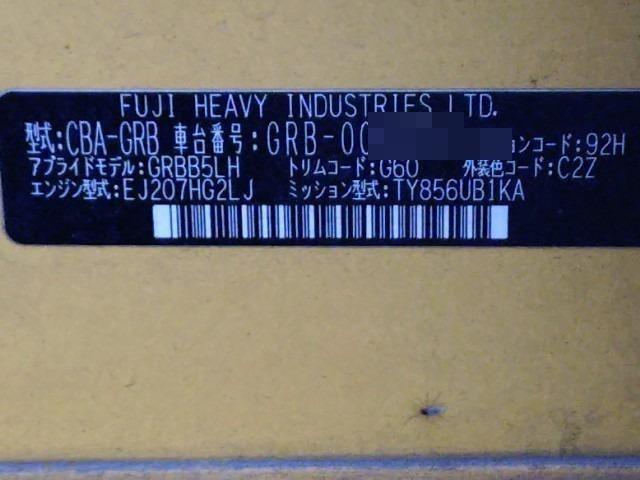 FUJI HEAVY INDUSTRIES LTD.
型式:CBA-GRB 車台番号:GRB-00 ョンコード:92H
アプライドモデル:GRBB5LH トリムコード:G60 外装色コード:C2Z
エンジン型式:EJ207HG2LJ ミッション型式:TY856UB1KA